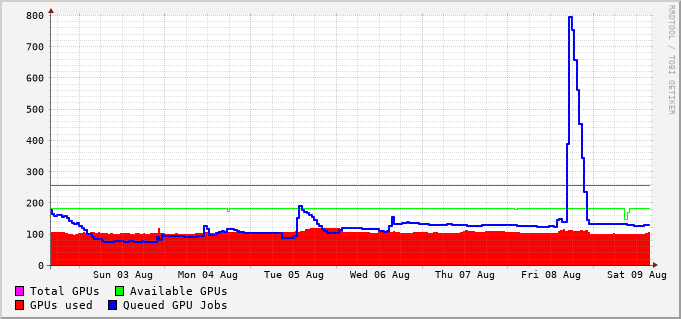 RRDTOOL / TOBI OETIKER
800
700
600
500
400
300
200
100
0
Sun 03 Aug Mon 04 Aug Tue 05 Aug Wed 06 Aug Thu 07 Aug Fri 08 Aug Sat 09 Aug
Total GPUs Available GPUs
GPUs used Queued GPU Jobs